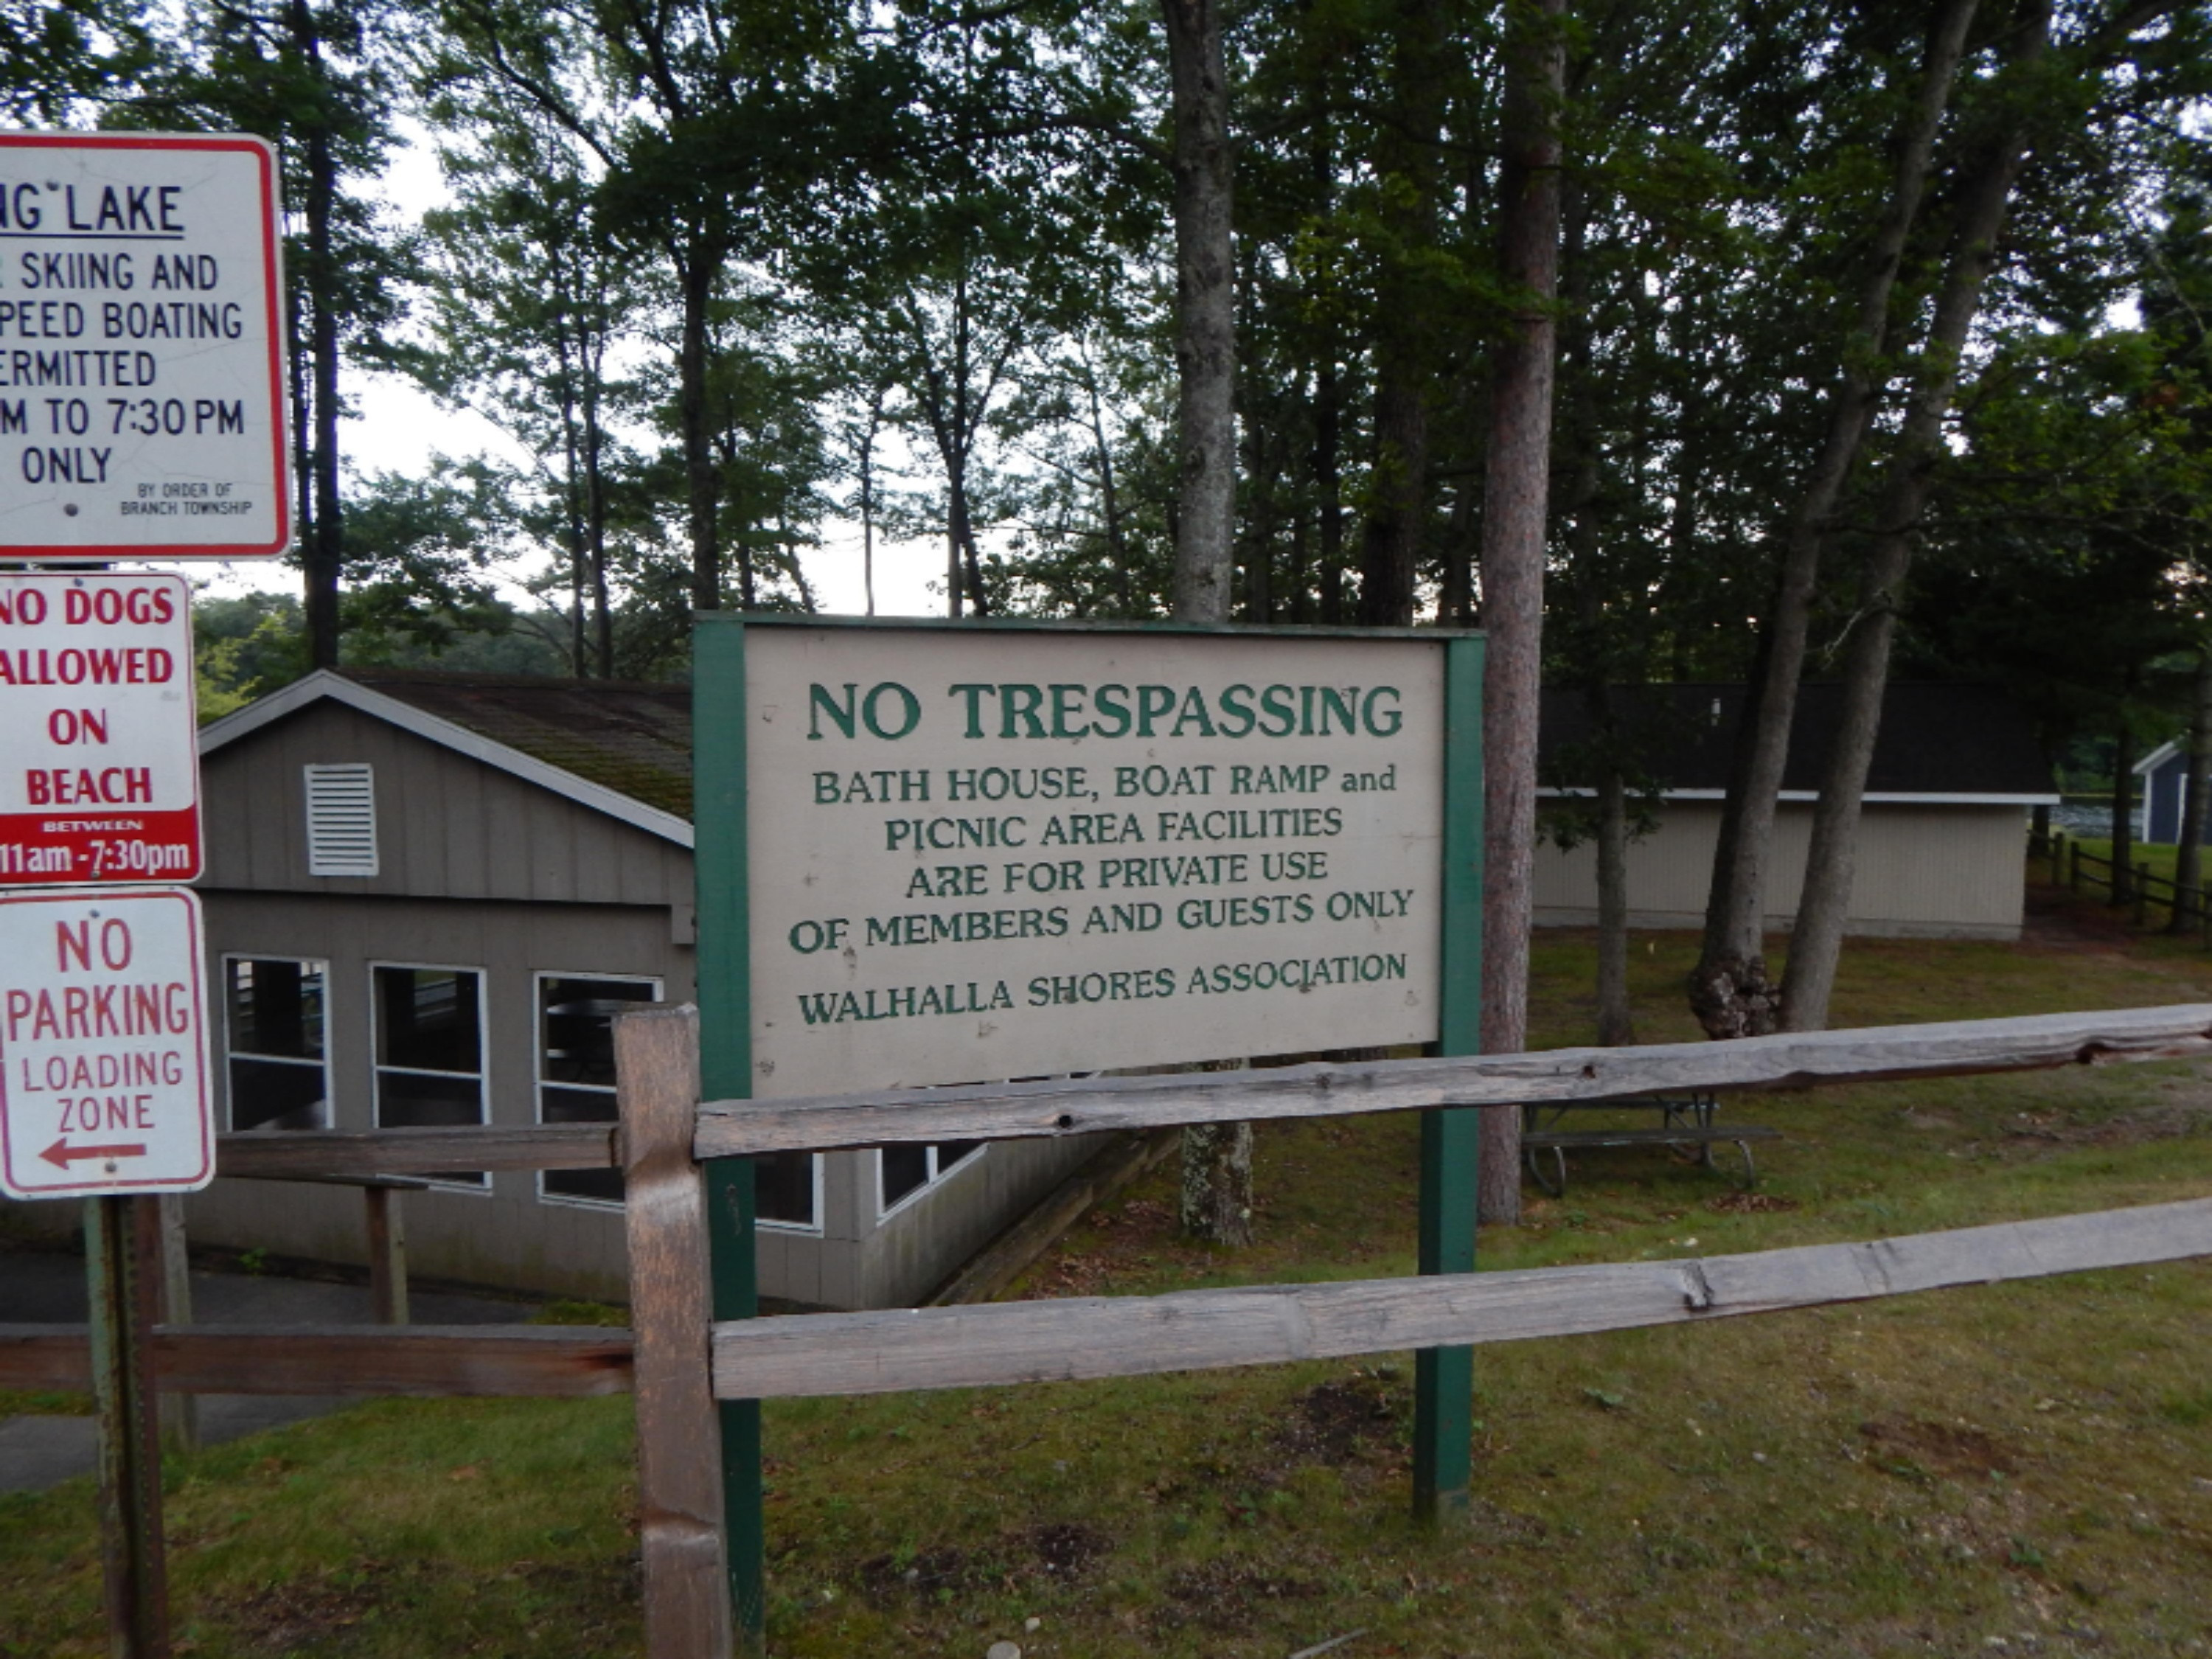 LAKE
SKIING AND
BOATING
TO 7:30 PM
ONLY
BY ORDER OF
BRANCH TOWNSHIP
NO DOGS
ALLOWED
ON
BEACH
BETWEEN
11am - 7:30pm
NO
PARKING
LOADING
ZONE
NO TRESPASSING
BATH HOUSE, BOAT RAMP and
PICNIC AREA FACILITIES
ARE FOR PRIVATE USE
OF MEMBERS AND GUESTS ONLY
WALHALLA SHORES ASSOCIATION